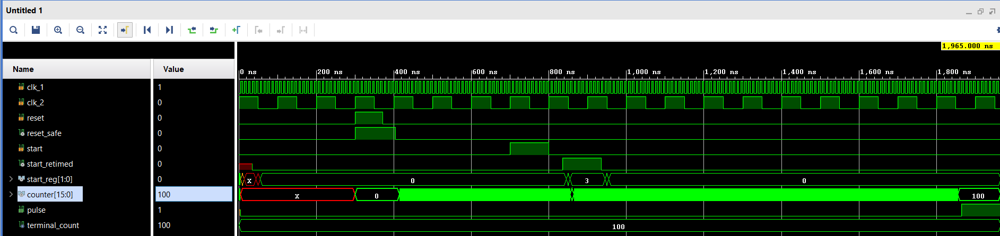 Untitled 1
1,965.000 ns
Name Value
0 ns 200 ns 400 ns 600 ns 800 ns 1,000 ns 1,200 ns 1,400 ns 1,600 ns 1,800 ns
clk_1 1
clk_2 0
reset 0
reset_safe 0
start 0
start_retimed 0
start_reg[1:0] 0 X 0 3 0
counter[15:0] 100 X 0 100
pulse 1
terminal_count 100 100